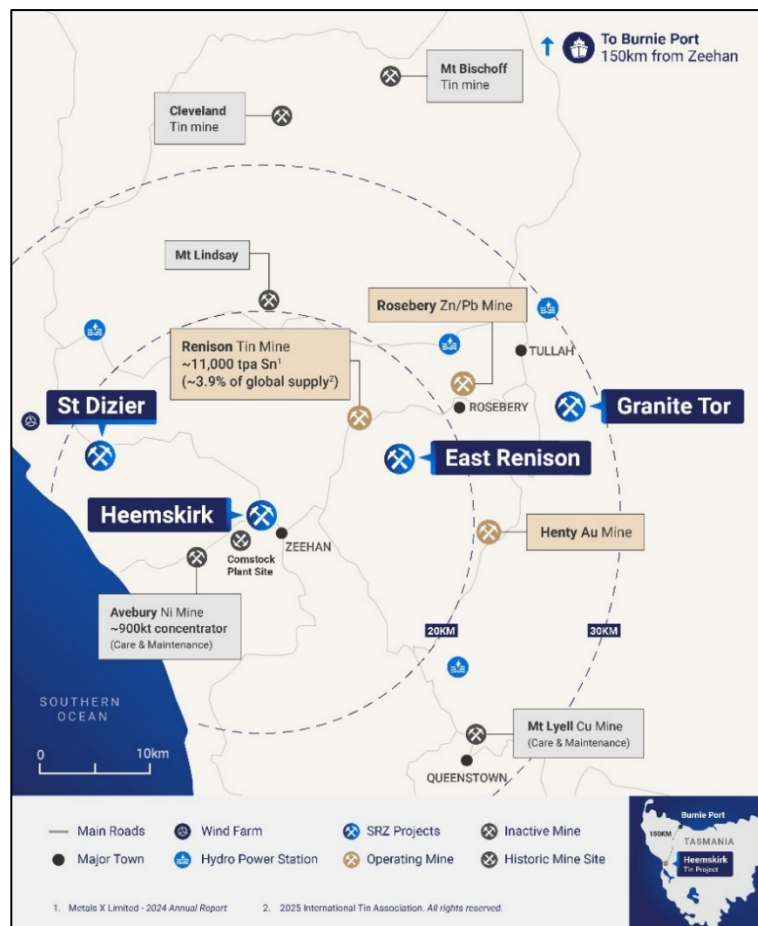 To Burnie Port
150km from Zeehan
Mt Bischoff
Tin mine
Cleveland
Tin mine
Mt Lindsay
Rosebery Zn/Pb Mine
Renison Tin Mine
~11,000 tpa Sn¹
(~3.9% of global supply²)
TULLAH
St Dizier
ROSEBERY
Granite Tor
East Renison
Heemskirk
ZEEHAN
Henty Au Mine
Comstock
Plant Site
Avebury Ni Mine
~900kt concentrator
(Care & Maintenance)
20KM
30KM
SOUTHERN
OCEAN
0 10km
Mt Lyell Cu Mine
(Care & Maintenance)
QUEENSTOWN
Main Roads
Wind Farm
SRZ Projects
Inactive Mine
Major Town
Hydro Power Station
Operating Mine
Historic Mine Site
Burnie Port
150KM
TASMANIA
Heemskirk
Tin Project
1. Metals X Limited - 2024 Annual Report
2. 2025 International Tin Association. All rights reserved.